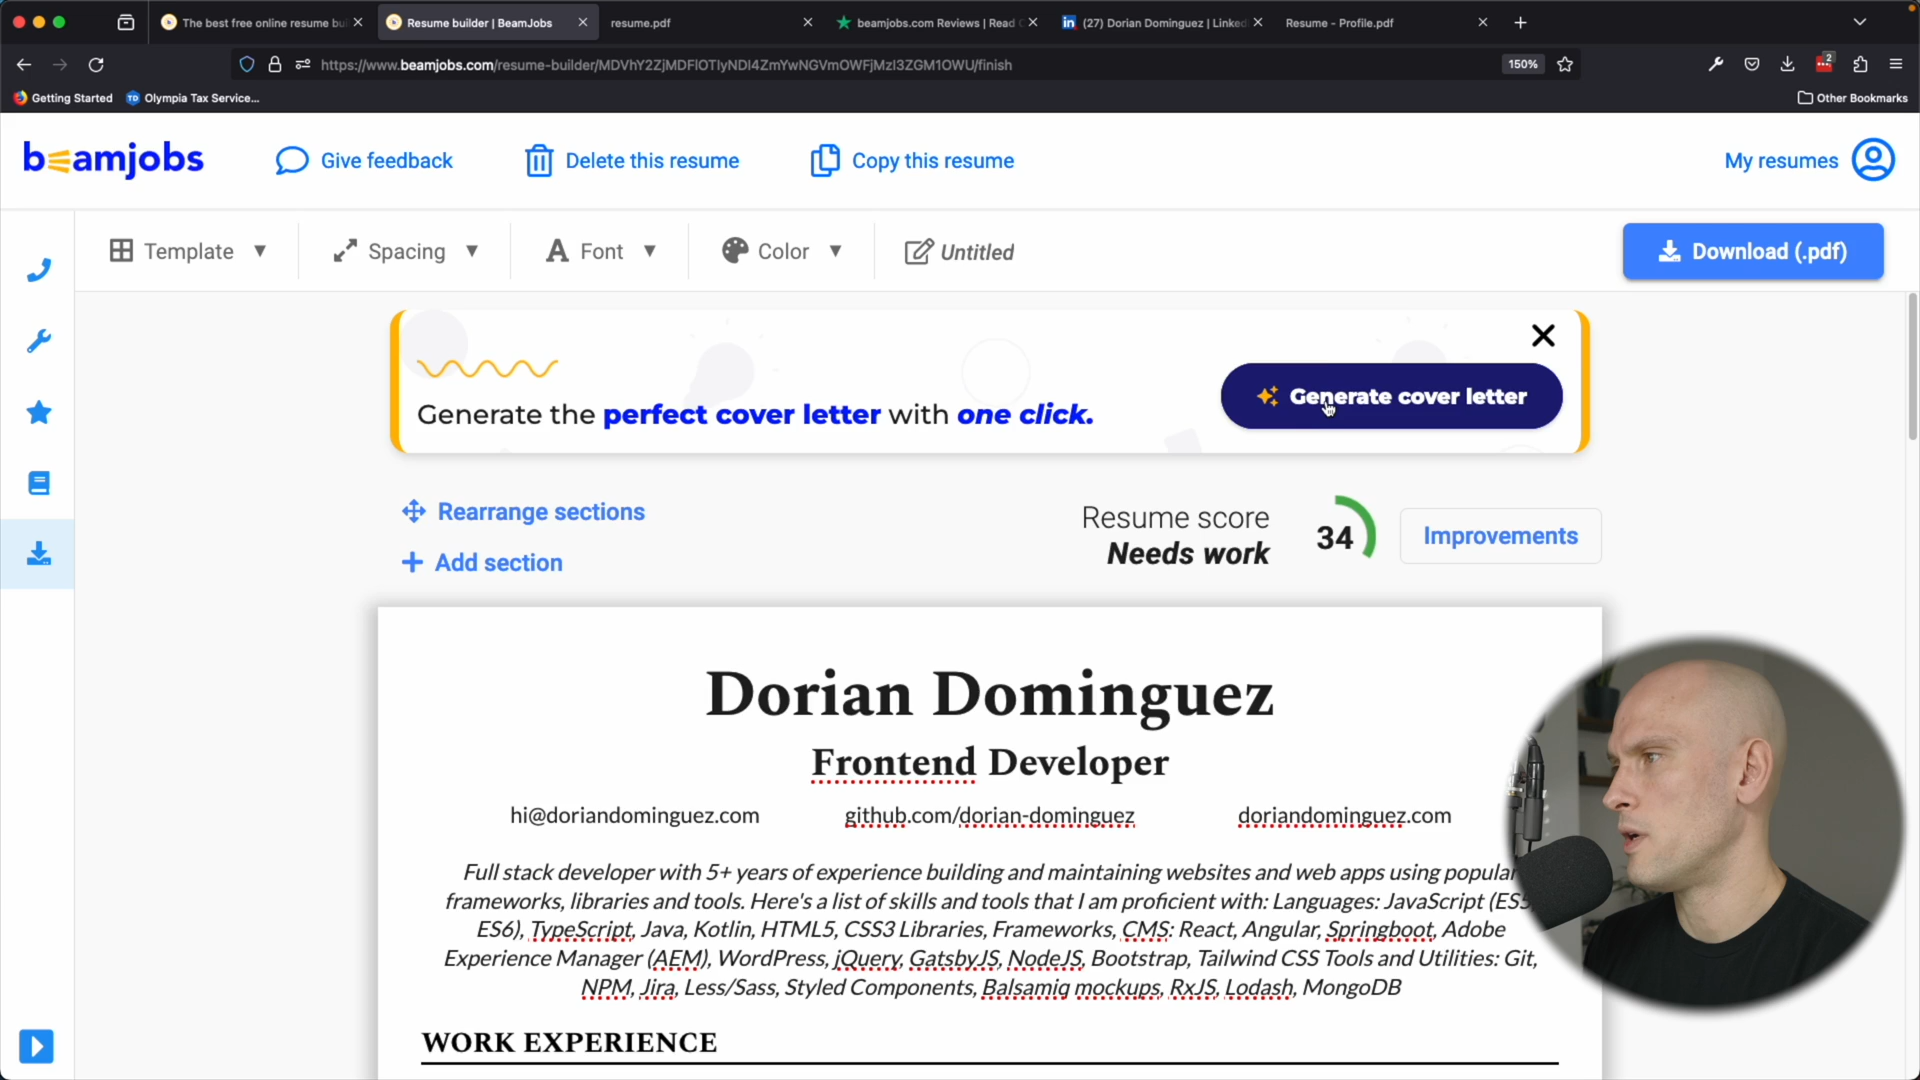 The best free online resume bu
Resume builder | BeamJobs
resume.pdf
beamjobs.com Reviews | Read
(27) Dorian Dominguez | Linked
Resume - Profile.pdf
https://www.beamjobs.com/resume-builder/MDVhY2ZjMDFlOTIyNDI4ZmYwNGVmOWFjMzI3ZGM1OWU/finish
150%
2
Getting Started
Olympia Tax Service...
Other Bookmarks
beamjobs
Give feedback
Delete this resume
Copy this resume
My resumes
Template
Spacing
Font
Color
Untitled
Download (.pdf)
Generate the perfect cover letter with one click.
Generate cover letter
Rearrange sections
Add section
Resume score
Needs work
34
Improvements
Dorian Dominguez
Frontend Developer
hi@doriandominguez.com github.com/dorian-dominguez doriandominguez.com
Full stack developer with 5+ years of experience building and maintaining websites and web apps using popular
frameworks, libraries and tools. Here's a list of skills and tools that I am proficient with: Languages: JavaScript (ES5,
ES6), TypeScript, Java, Kotlin, HTML5, CSS3 Libraries, Frameworks, CMS: React, Angular, Springboot, Adobe
Experience Manager (AEM), WordPress, jQuery, GatsbyJS, NodeJS, Bootstrap, Tailwind CSS Tools and Utilities: Git,
NPM, Jira, Less/Sass, Styled Components, Balsamiq mockups, RxJS, Lodash, MongoDB
WORK EXPERIENCE